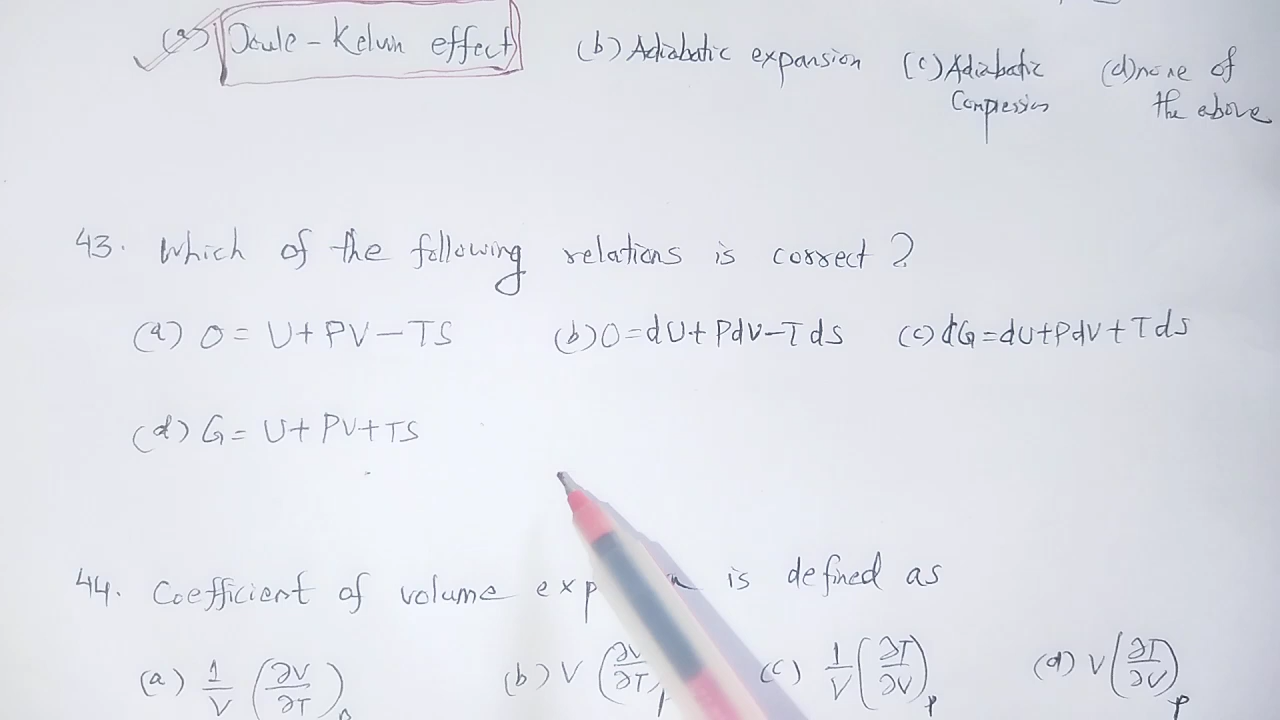 (a) Joule - Kelvin effect (b) Adiabatic expansion (c) Adiabatic Compression (d) none of the above
43. Which of the following relations is correct ?
(a) 0 = U + PV - TS (b) 0 = dU + PdV - Tds (c) dG = dU + PdV + Tds
(d) G = U + PV + TS
44. Coefficient of volume is defined as
(a) 1/V (∂V/∂T)p (b) V (∂V/∂T)p (c) 1/V (∂T/∂V)p (d) V (∂T/∂V)p